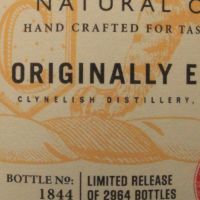 NATURAL C
HAND CRAFTED FOR TAS
ORIGINALLY E
CLYNELISH DISTILLERY,
BOTTLE No:
1844
LIMITED RELEASE
OF 2964 BOTTLES